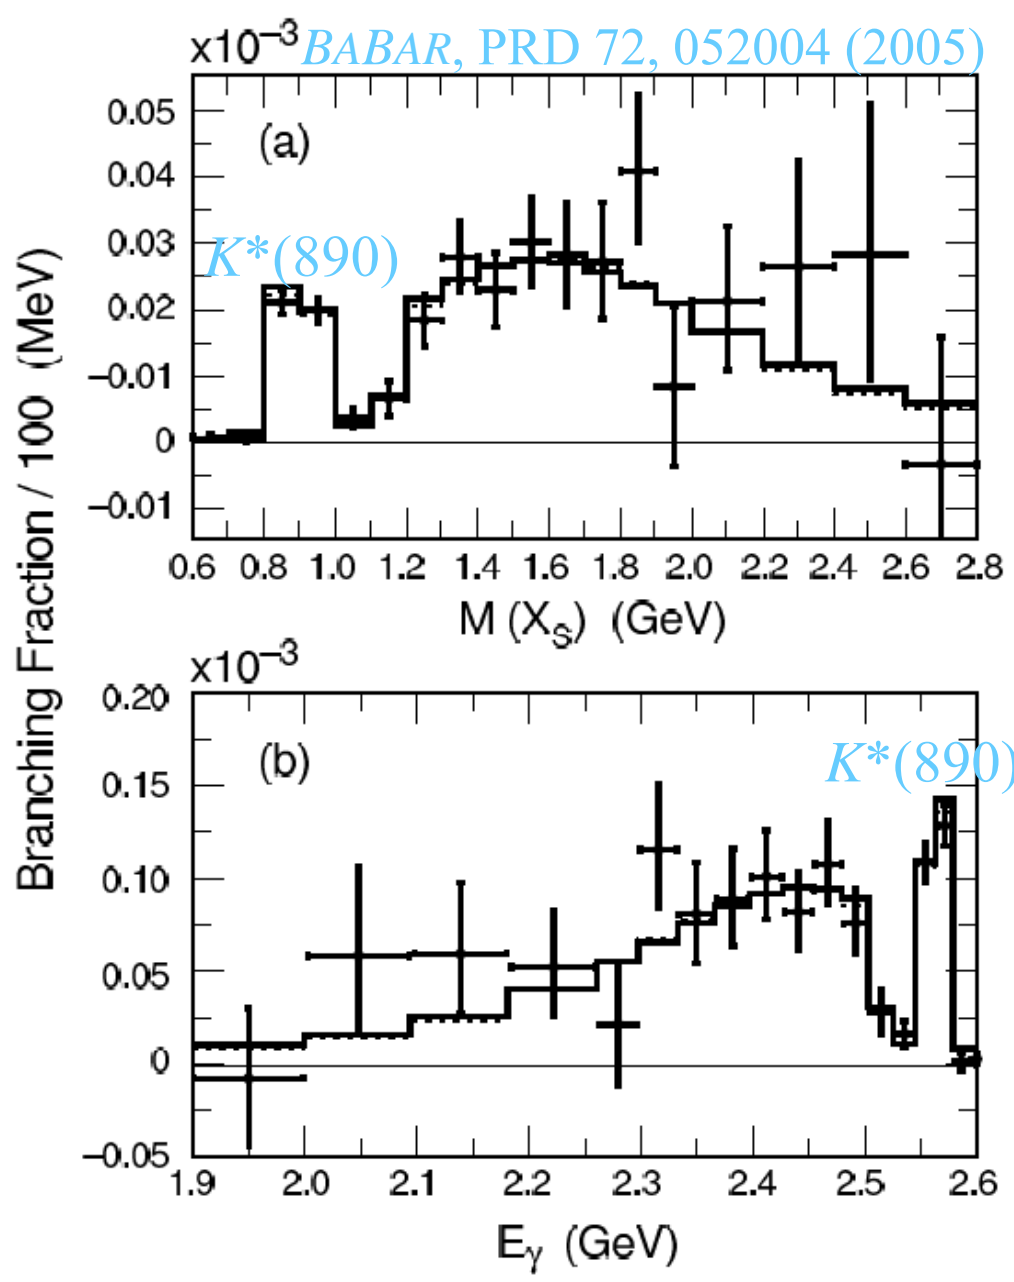 x10−3 BABAR, PRD 72, 052004 (2005)
(a)
K*(890)
0.05
0.04
0.03
0.02
−0.01
0
−0.01
0.6 0.8 1.0 1.2 1.4 1.6 1.8 2.0 2.2 2.4 2.6 2.8
M (XS) (GeV)
Branching Fraction / 100 (MeV)
x10−3
(b)
K*(890)
0.20
0.15
0.10
0.05
0
−0.05
1.9 2.0 2.1 2.2 2.3 2.4 2.5 2.6
Eγ (GeV)